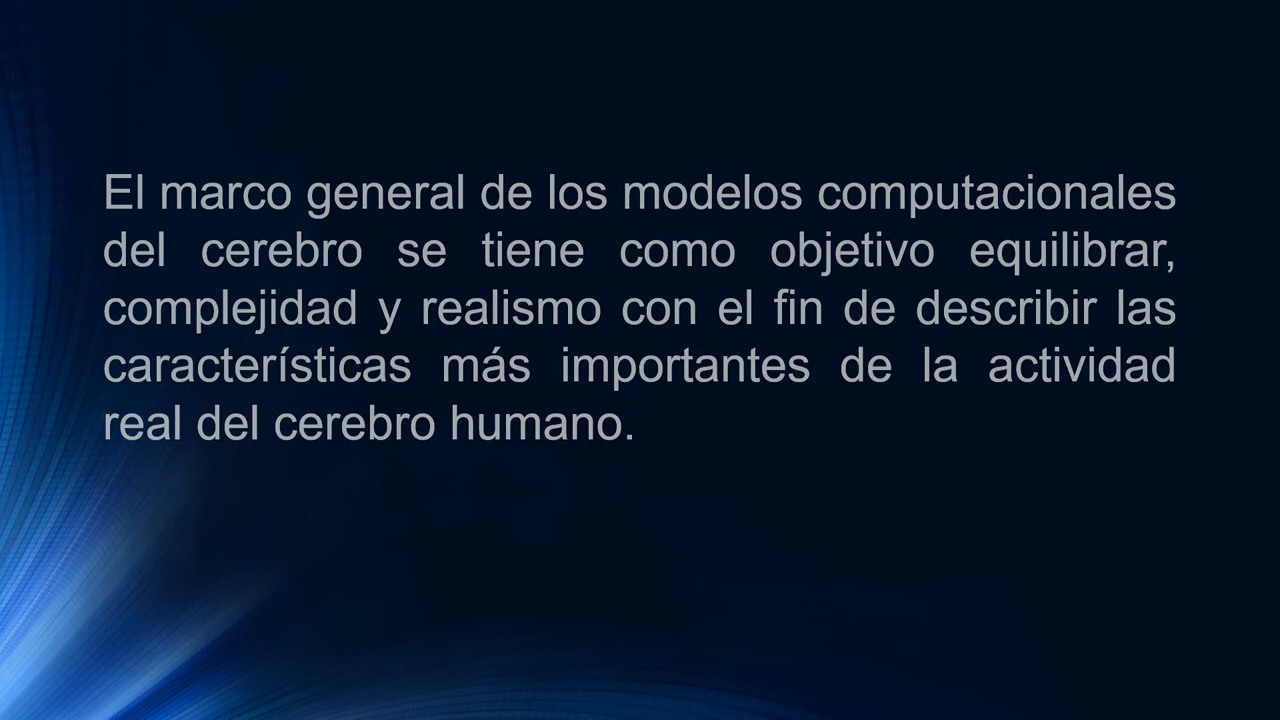 El marco general de los modelos computacionales
del cerebro se tiene como objetivo equilibrar,
complejidad y realismo con el fin de describir las
características más importantes de la actividad
real del cerebro humano.